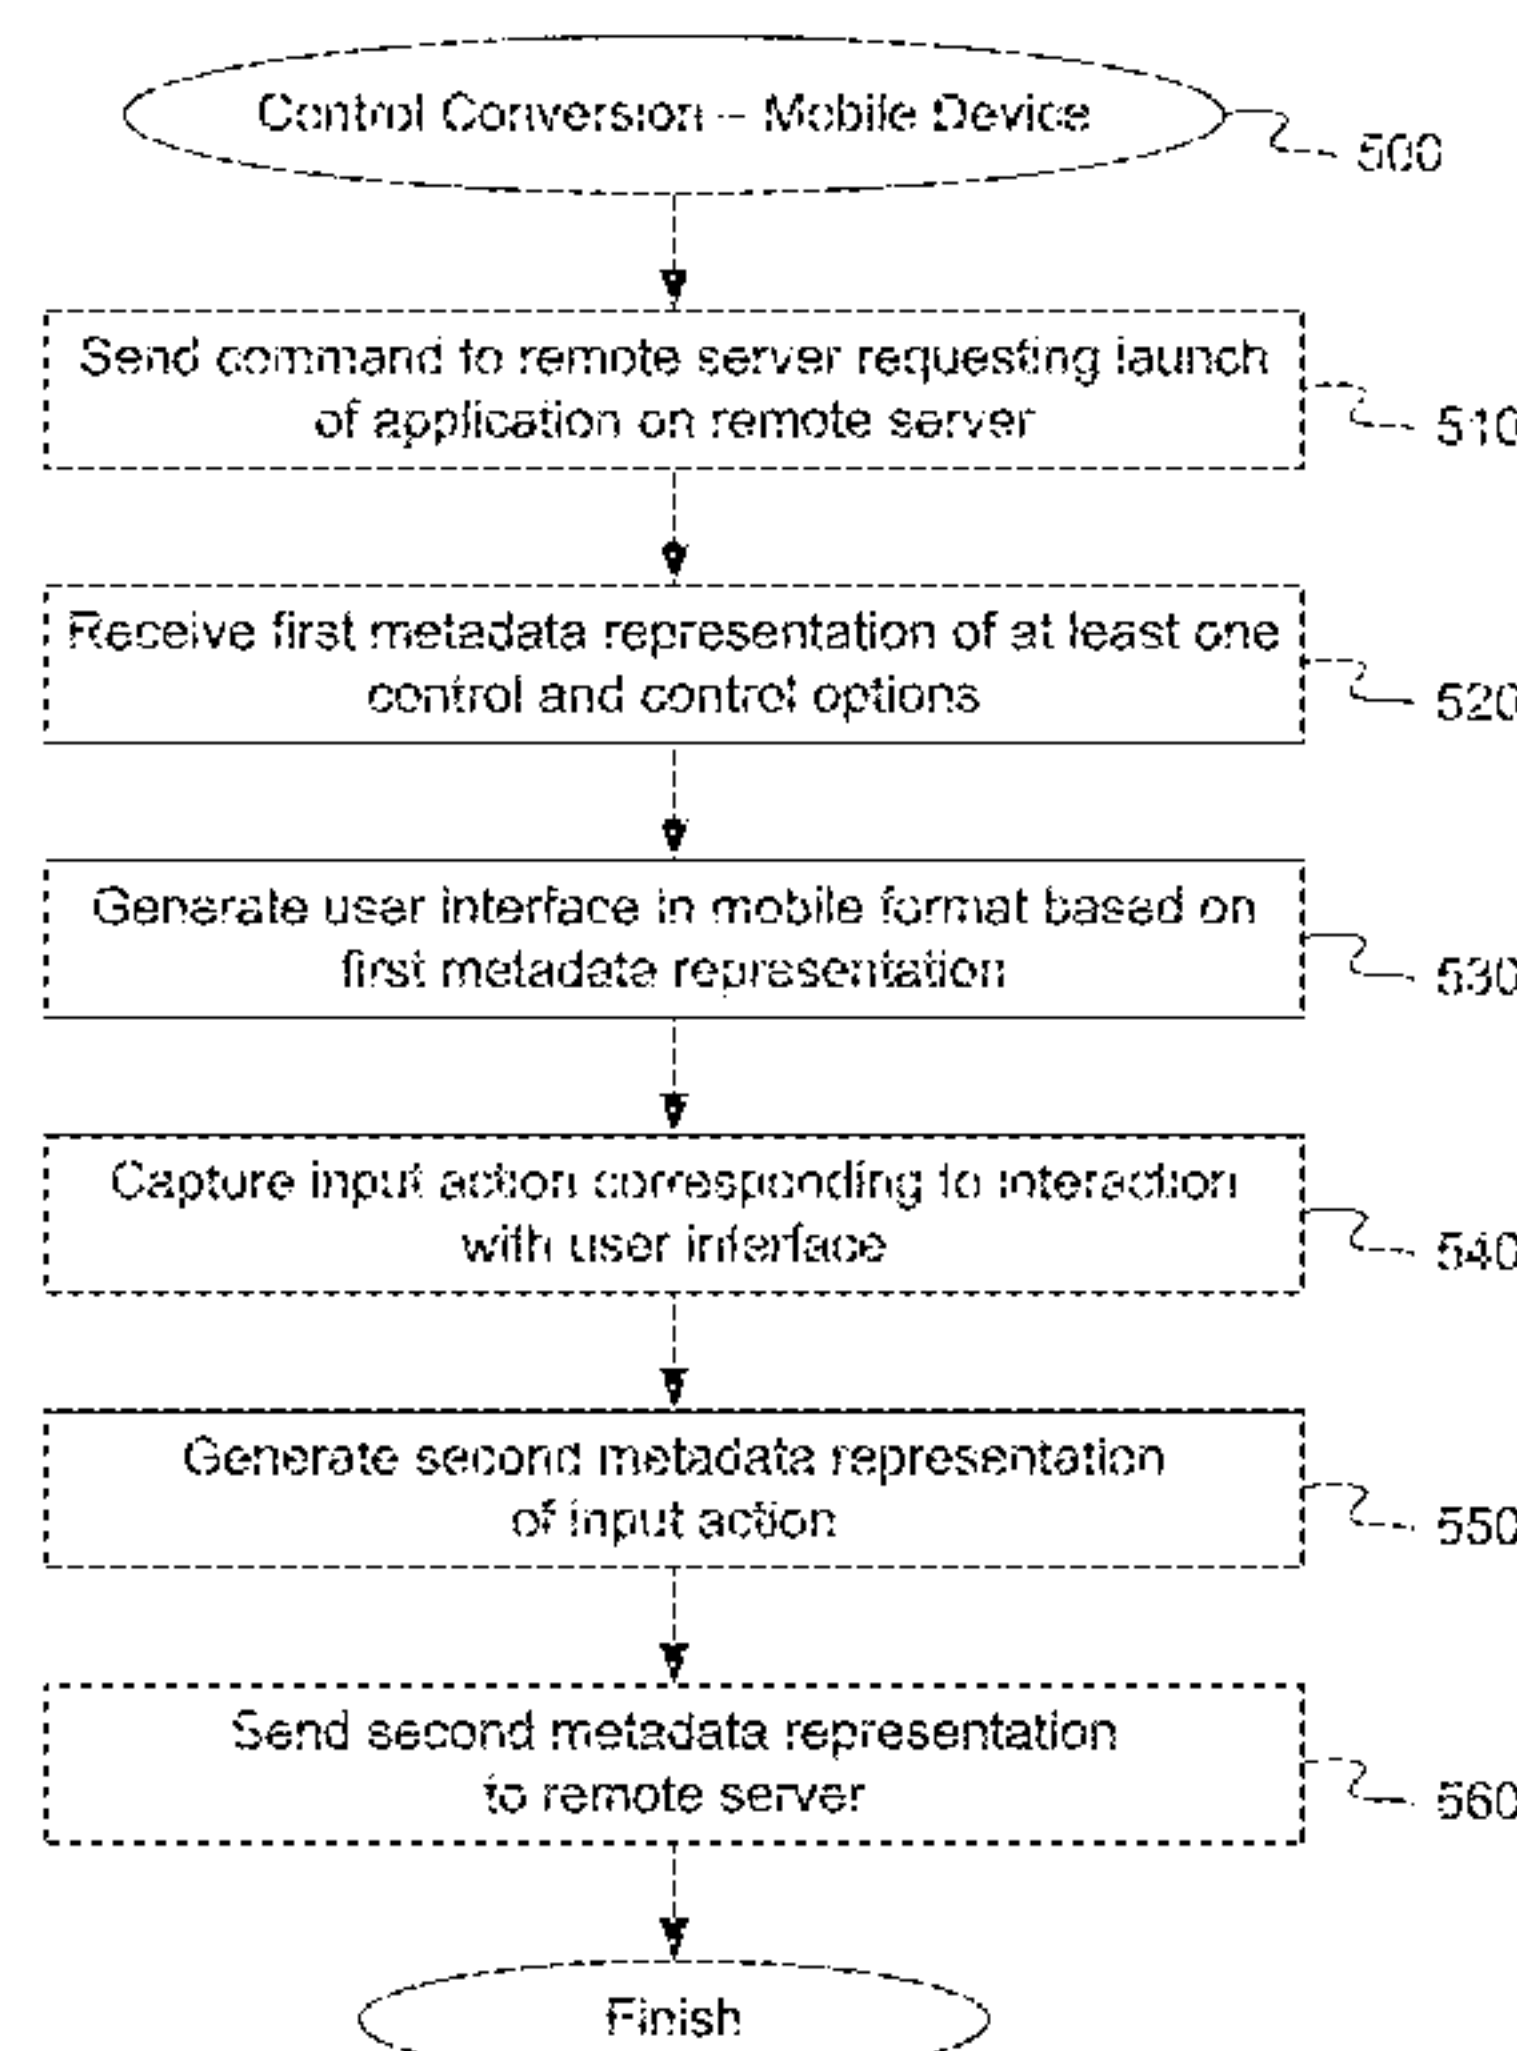 Control Conversion – Mobile Device
500
Send command to remote server requesting launch
of application on remote server
510
Receive first metadata representation of at least one
control and control options
520
Generate user interface in mobile format based on
first metadate representation
530
Capture input action corresponding to interaction
with user interface
540
Generate second metadata representation
of input action
550
Send second metadata representation
to remote server
560
Finish